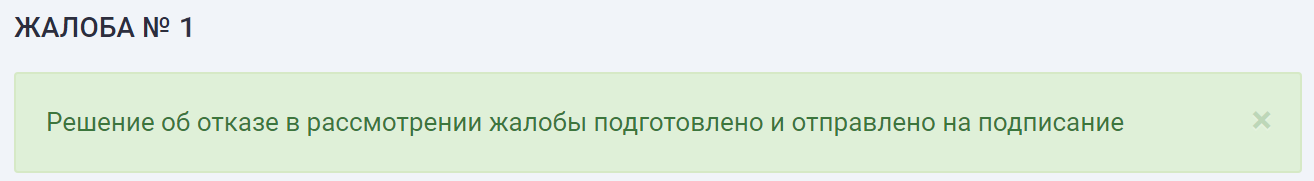 ЖАЛОБА № 1
Решение об отказе в рассмотрении жалобы подготовлено и отправлено на подписание